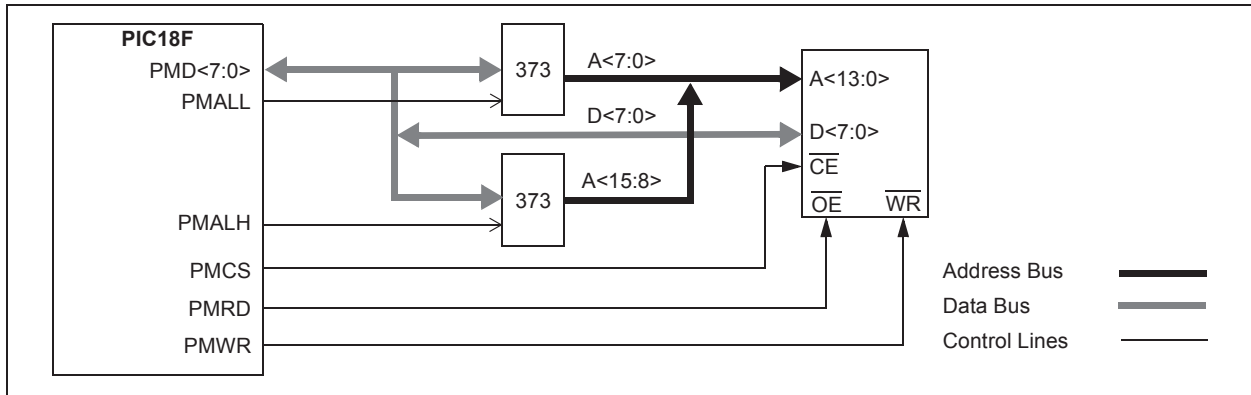 PIC18F
PMD<7:0>
PMALL
PMALH
PMCS
PMRD
PMWR
373
A<7:0>
D<7:0>
373
A<15:8>
A<13:0>
D<7:0>
CE
OE WR
Address Bus
Data Bus
Control Lines